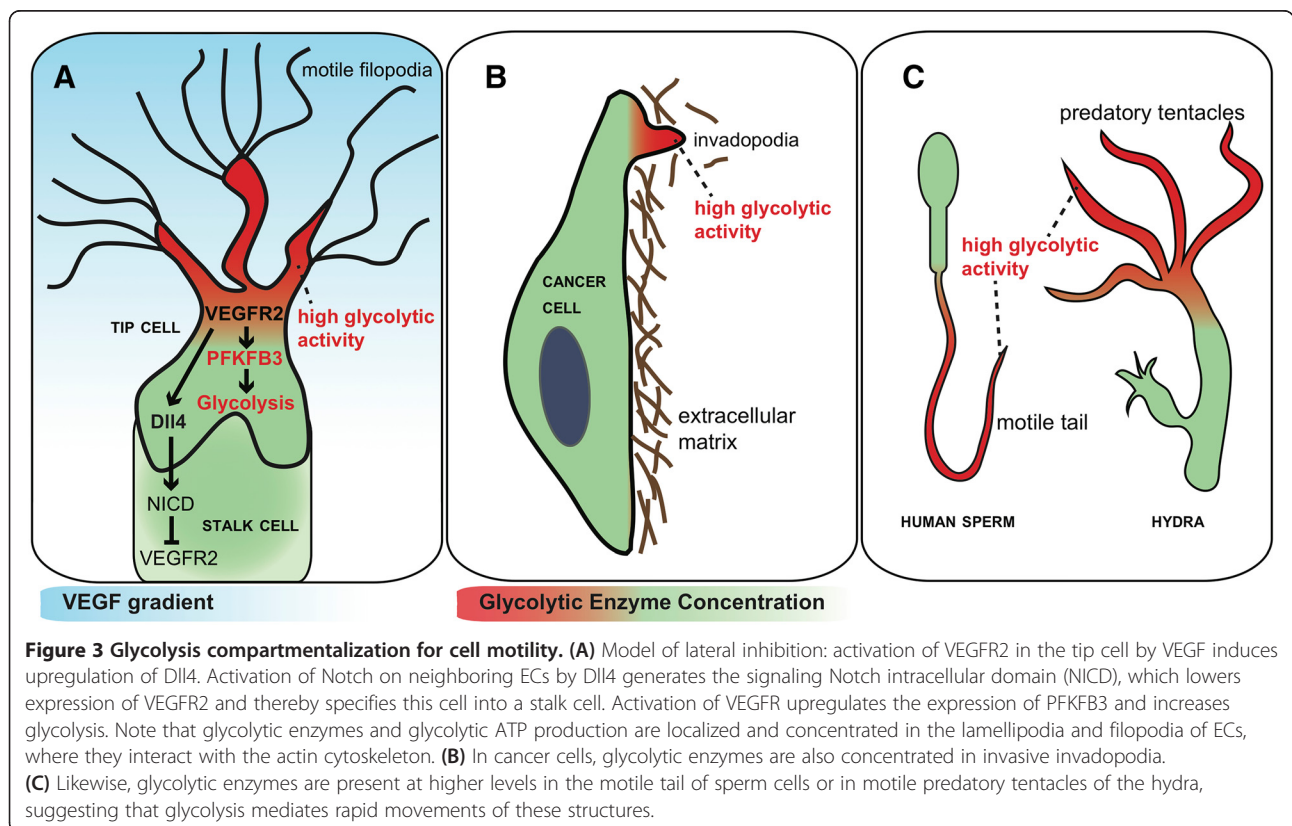 A
motile filopodia
VEGFR2
TIP CELL
high glycolytic
activity
PFKFB3
Glycolysis
Dll4
NICD
STALK CELL
VEGFR2
B
invadopodia
high glycolytic
activity
CANCER
CELL
extracellular
matrix
C
predatory tentacles
high glycolytic
activity
motile tail
HUMAN SPERM
HYDRA
VEGF gradient
Glycolytic Enzyme Concentration
Figure 3 Glycolysis compartmentalization for cell motility. (A) Model of lateral inhibition: activation of VEGFR2 in the tip cell by VEGF induces
upregulation of Dll4. Activation of Notch on neighboring ECs by Dll4 generates the signaling Notch intracellular domain (NICD), which lowers
expression of VEGFR2 and thereby specifies this cell into a stalk cell. Activation of VEGFR upregulates the expression of PFKFB3 and increases
glycolysis. Note that glycolytic enzymes and glycolytic ATP production are localized and concentrated in the lamellipodia and filopodia of ECs,
where they interact with the actin cytoskeleton. (B) In cancer cells, glycolytic enzymes are also concentrated in invasive invadopodia.
(C) Likewise, glycolytic enzymes are present at higher levels in the motile tail of sperm cells or in motile predatory tentacles of the hydra,
suggesting that glycolysis mediates rapid movements of these structures.